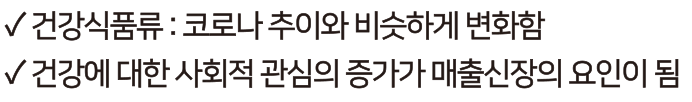 ✓ 건강식품류 : 코로나 추이와 비슷하게 변화함
✓ 건강에 대한 사회적 관심의 증가가 매출신장의 요인이 됨